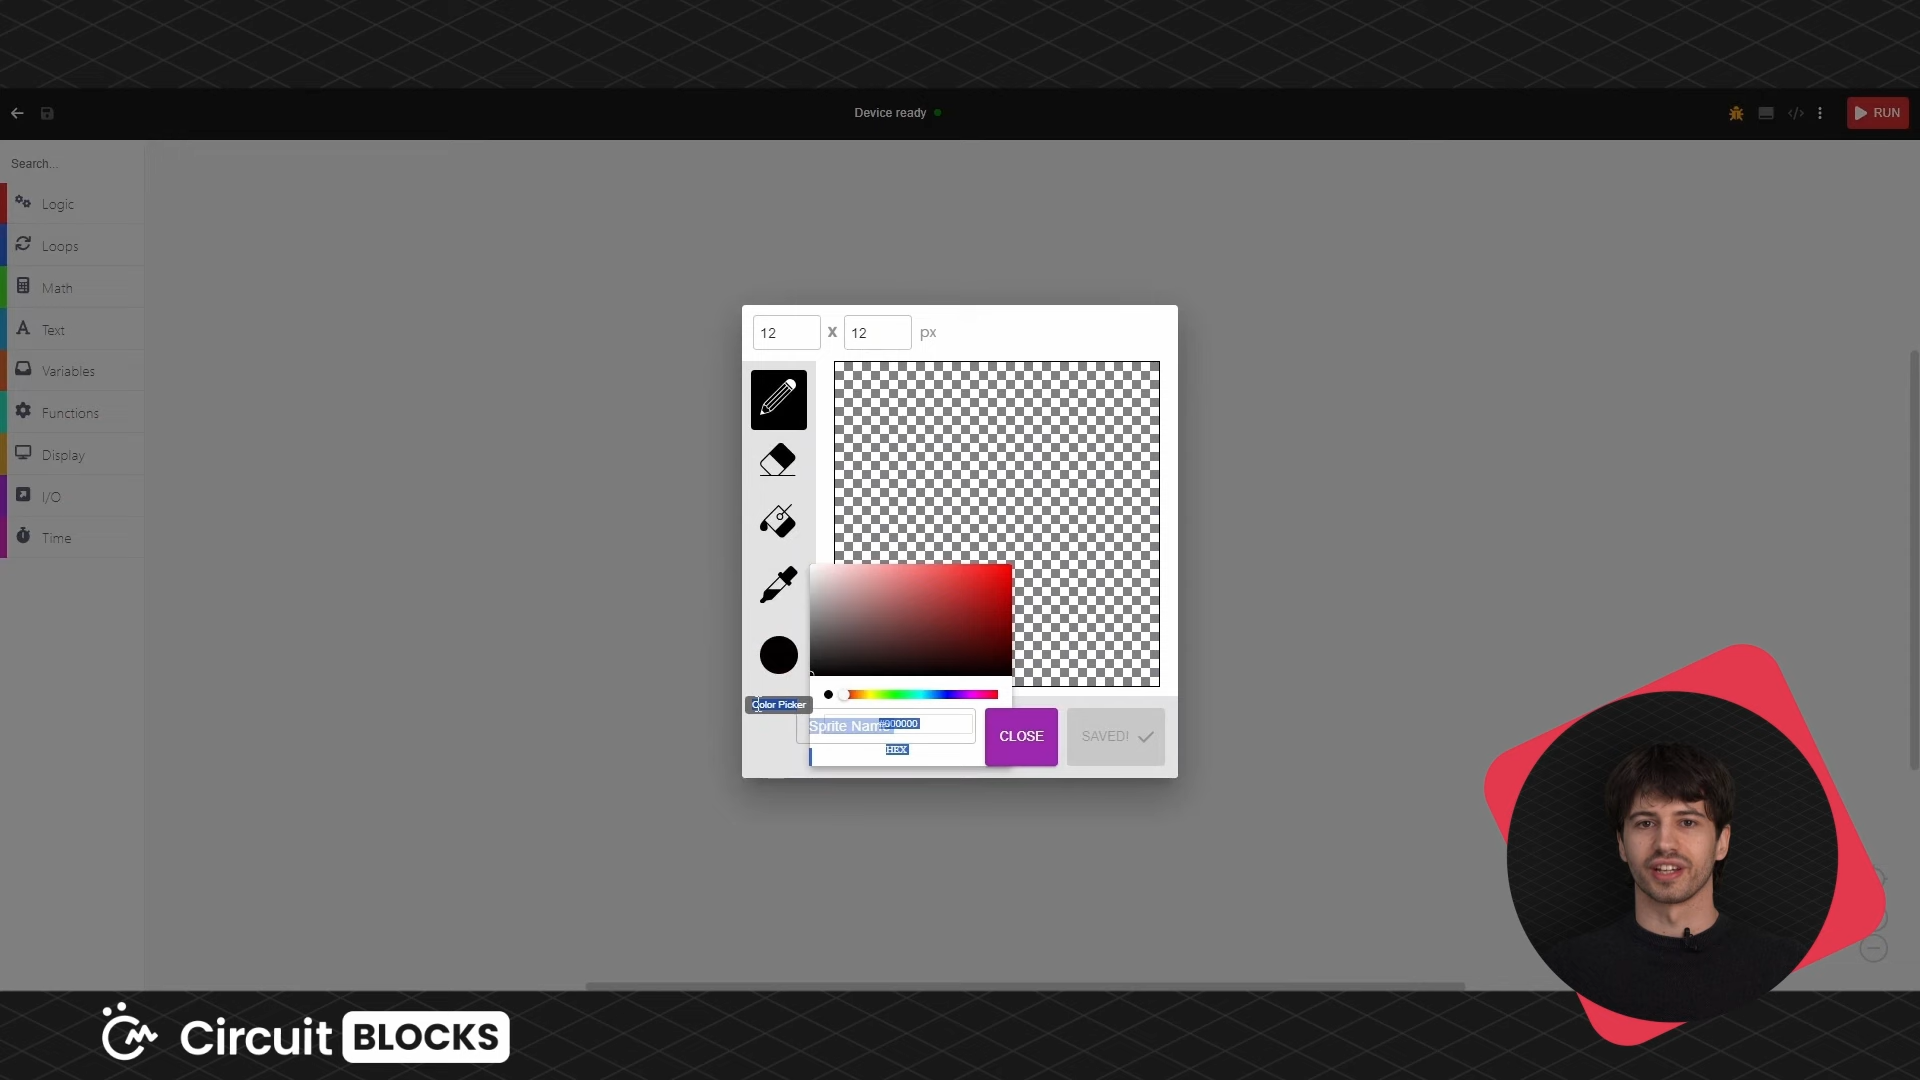 Device ready
RUN
Search...
Logic
Loops
Math
Text
Variables
Functions
Display
I/O
Time
12 X 12 px
Color Picker
Sprite Name
#000000
HEX
CLOSE
SAVED!
Circuit BLOCKS